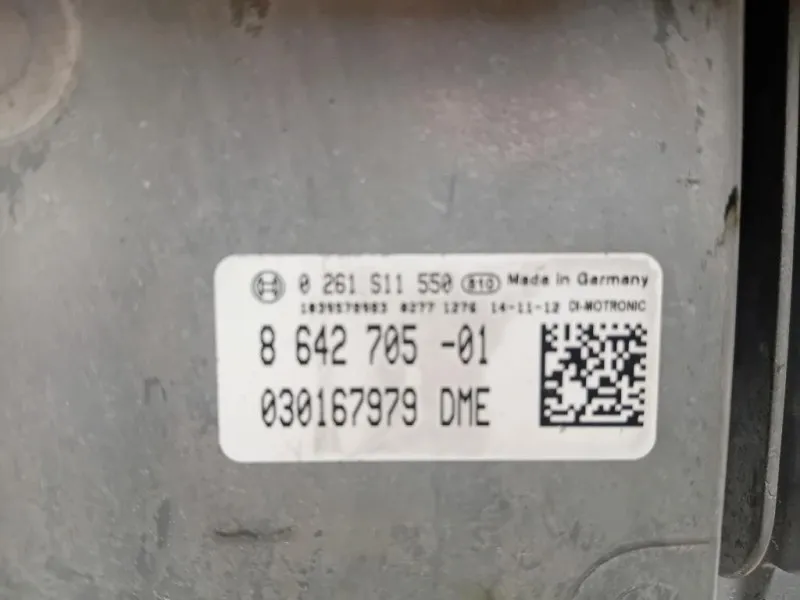 0 261 S11 550 810 Made in Germany
1039S70983 0277 1276 14-11-12 DI-MOTRONIC
8 642 705 -01
030167979 DME